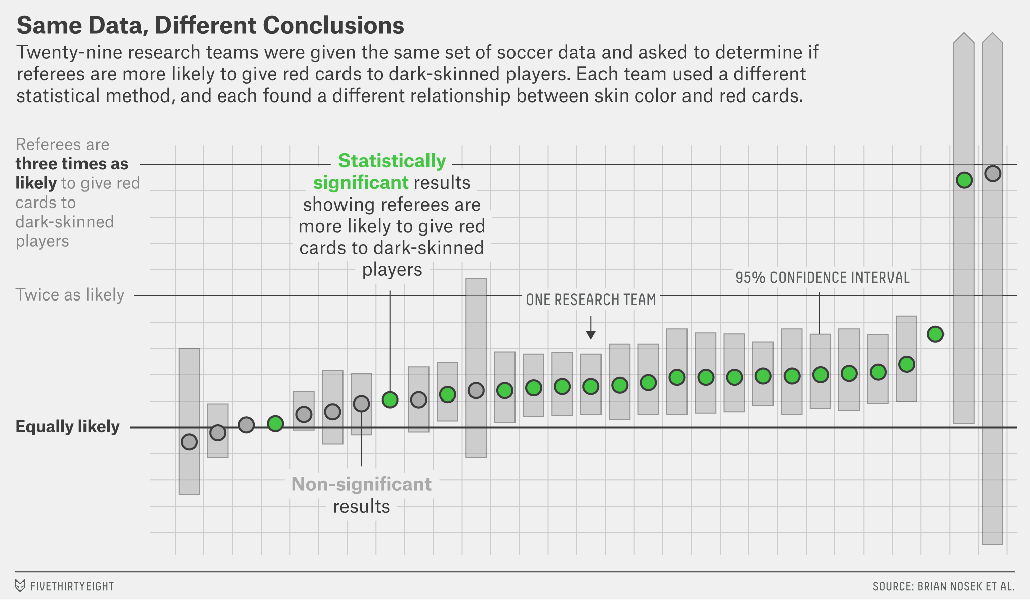 Same Data, Different Conclusions
Twenty-nine research teams were given the same set of soccer data and asked to determine if
referees are more likely to give red cards to dark-skinned players. Each team used a different
statistical method, and each found a different relationship between skin color and red cards.
Referees are
three times as
likely to give red
cards to
dark-skinned
players
Statistically
significant results
showing referees are
more likely to give red
cards to dark-skinned
players
Twice as likely
ONE RESEARCH TEAM
95% CONFIDENCE INTERVAL
Equally likely
Non-significant
results
FIVETHIRTYEIGHT
SOURCE: BRIAN NOSEK ET AL.